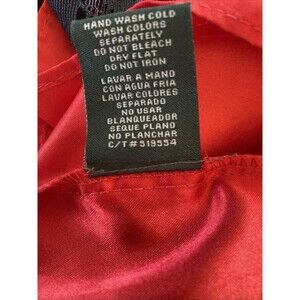 HAND WASH COLD
WASH COLORS
SEPARATELY
DO NOT BLEACH
DRY FLAT
DO NOT IRON
LAVAR A MANO
CON AGUA FRIA
LAVAR COLORES
SEPARADO
NO USAR
BLANQUEADOR
SEQUE PLANO
NO PLANCHAR
C/T#519554